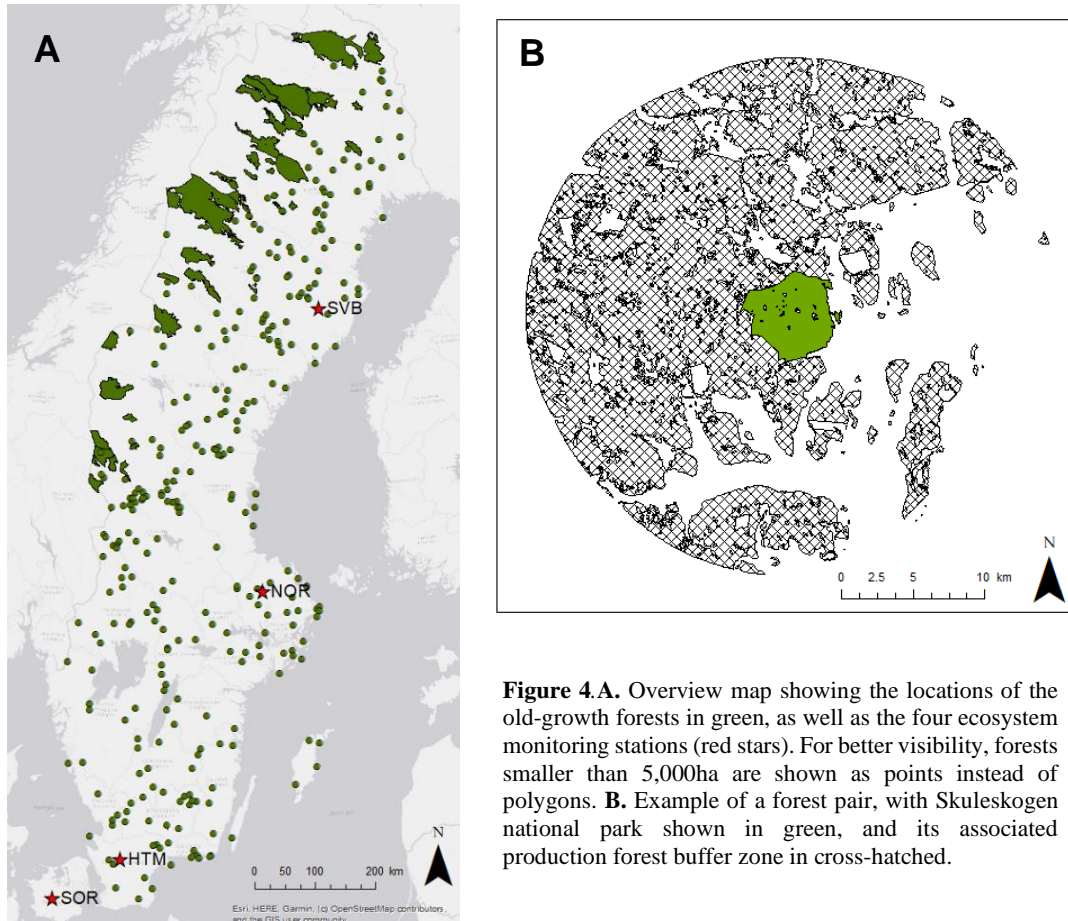 A
SVB
NOR
HTM
SOR
N
0 50 100 200 km
Esri, HERE, Garmin, (c) OpenStreetMap contributors,
and the GIS user community
B
N
0 2.5 5 10 km
Figure 4.A. Overview map showing the locations of the
old-growth forests in green, as well as the four ecosystem
monitoring stations (red stars). For better visibility, forests
smaller than 5,000ha are shown as points instead of
polygons. B. Example of a forest pair, with Skuleskogen
national park shown in green, and its associated
production forest buffer zone in cross-hatched.